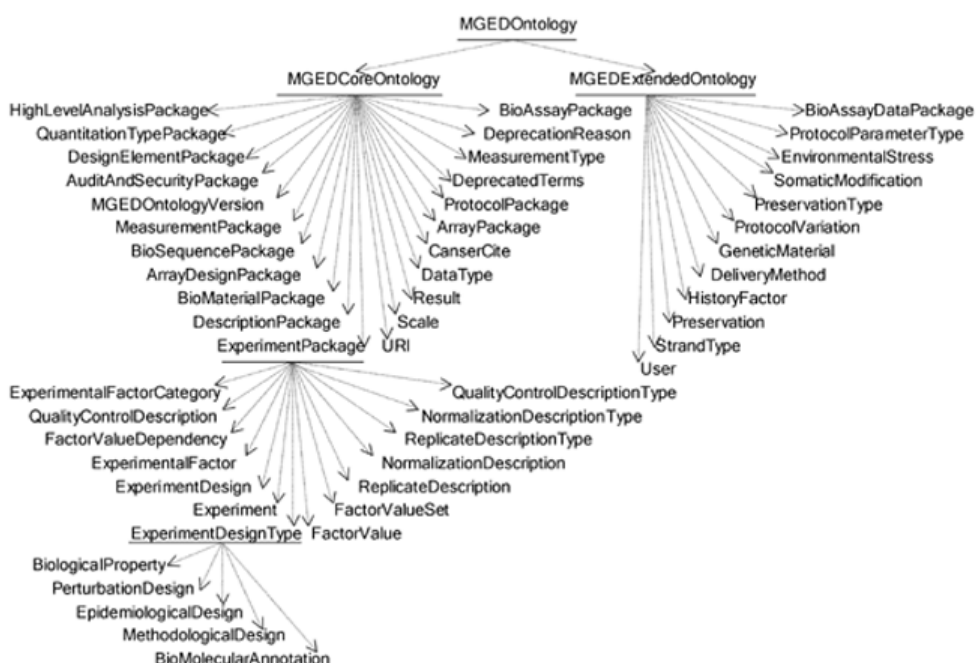 MGEDOntology
MGEDCoreOntology MGEDExtendedOntology
HighLevelAnalysisPackage BioAssayPackage BioAssayDataPackage
QuantitationTypePackage DeprecationReason ProtocolParameterType
DesignElementPackage MeasurementType EnvironmentalStress
AuditAndSecurityPackage DeprecatedTerms SomaticModification
MGEDOntologyVersion ProtocolPackage PreservationType
MeasurementPackage ArrayPackage ProtocolVariation
BioSequencePackage CanserCite GeneticMaterial
ArrayDesignPackage DataType DeliveryMethod
BioMaterialPackage Result HistoryFactor
DescriptionPackage Scale Preservation
ExperimentPackage URI StrandType
User
ExperimentalFactorCategory QualityControlDescriptionType
QualityControlDescription NormalizationDescriptionType
FactorValueDependency ReplicateDescriptionType
ExperimentalFactor NormalizationDescription
ExperimentDesign ReplicateDescription
Experiment FactorValueSet
ExperimentDesignType FactorValue
BiologicalProperty
PerturbationDesign
EpidemiologicalDesign
MethodologicalDesign
BioMolecularAnnotation